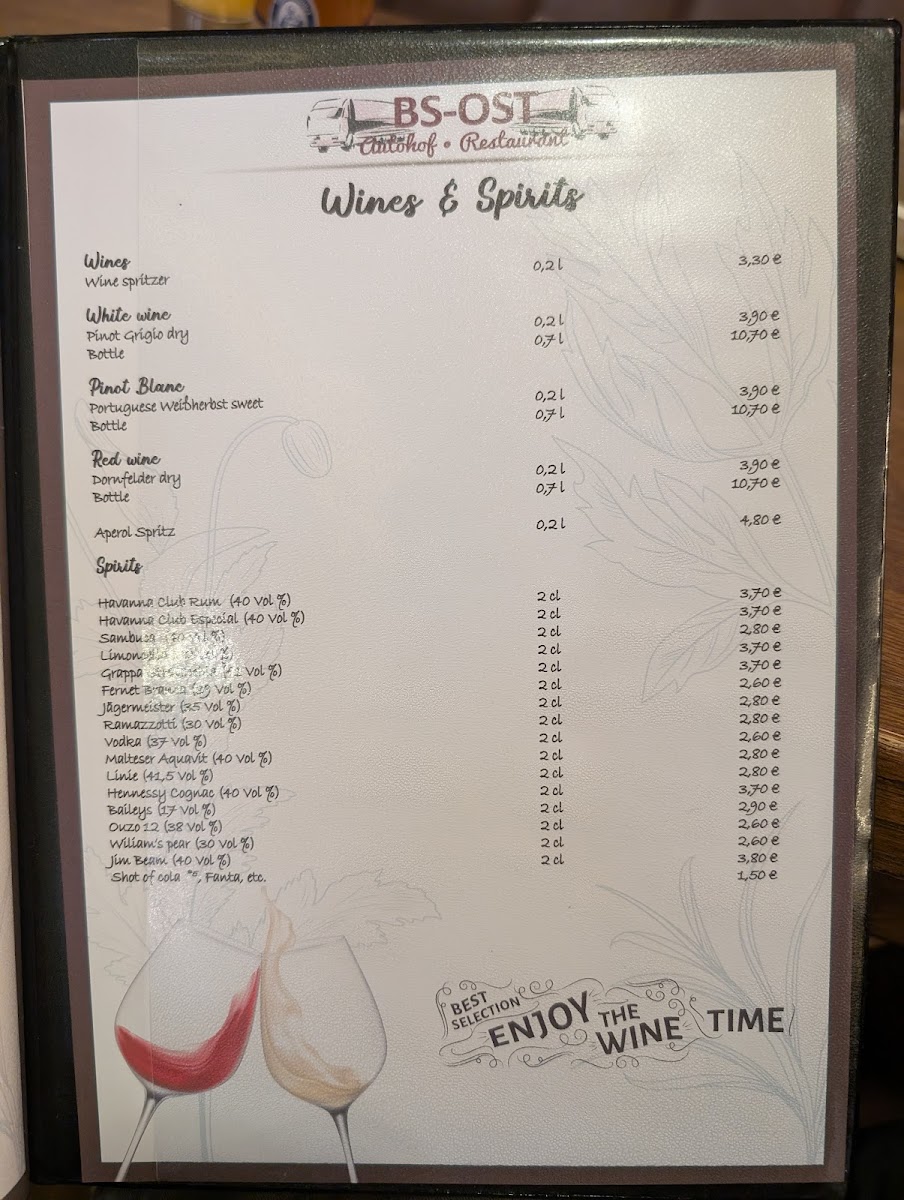 BS-OST
Autohof • Restaurant
Wines & Spirits
Wines 0,2 l 3,30 €
Wine spritzer
White wine 0,2 l 3,90 €
Pinot Grigio dry 0,7 l 10,70 €
Bottle
Pinot Blanc 0,2 l 3,90 €
Portuguese Weißherbst sweet 0,7 l 10,70 €
Bottle
Red wine 0,2 l 3,90 €
Dornfelder dry 0,7 l 10,70 €
Bottle
Aperol Spritz 0,2 l 4,80 €
Spirits
Havanna Club Rum (40 Vol %) 2 cl 3,70 €
Havanna Club Especial (40 Vol %) 2 cl 3,70 €
Sambuca Vol %) 2 cl 2,80 €
2 cl 3,70 €
Grappa Vol %) 2 cl 3,70 €
Fernet Branca (39 Vol %) 2 cl 2,60 €
Jägermeister (35 Vol %) 2 cl 2,80 €
Ramazzotti (30 Vol %) 2 cl 2,80 €
Vodka (37 Vol %) 2 cl 2,60 €
Malteser Aquavit (40 Vol %) 2 cl 2,80 €
Linie (41,5 Vol %) 2 cl 2,80 €
Hennessy Cognac (40 Vol %) 2 cl 3,70 €
Baileys (17 Vol %) 2 cl 2,90 €
Ouzo 12 (38 Vol %) 2 cl 2,60 €
Wiliam's pear (30 Vol %) 2 cl 2,60 €
Jim Beam (40 Vol %) 2 cl 3,80 €
Shot of cola, Fanta, etc. 1,50 €
BEST
SELECTION
ENJOY THE WINE TIME